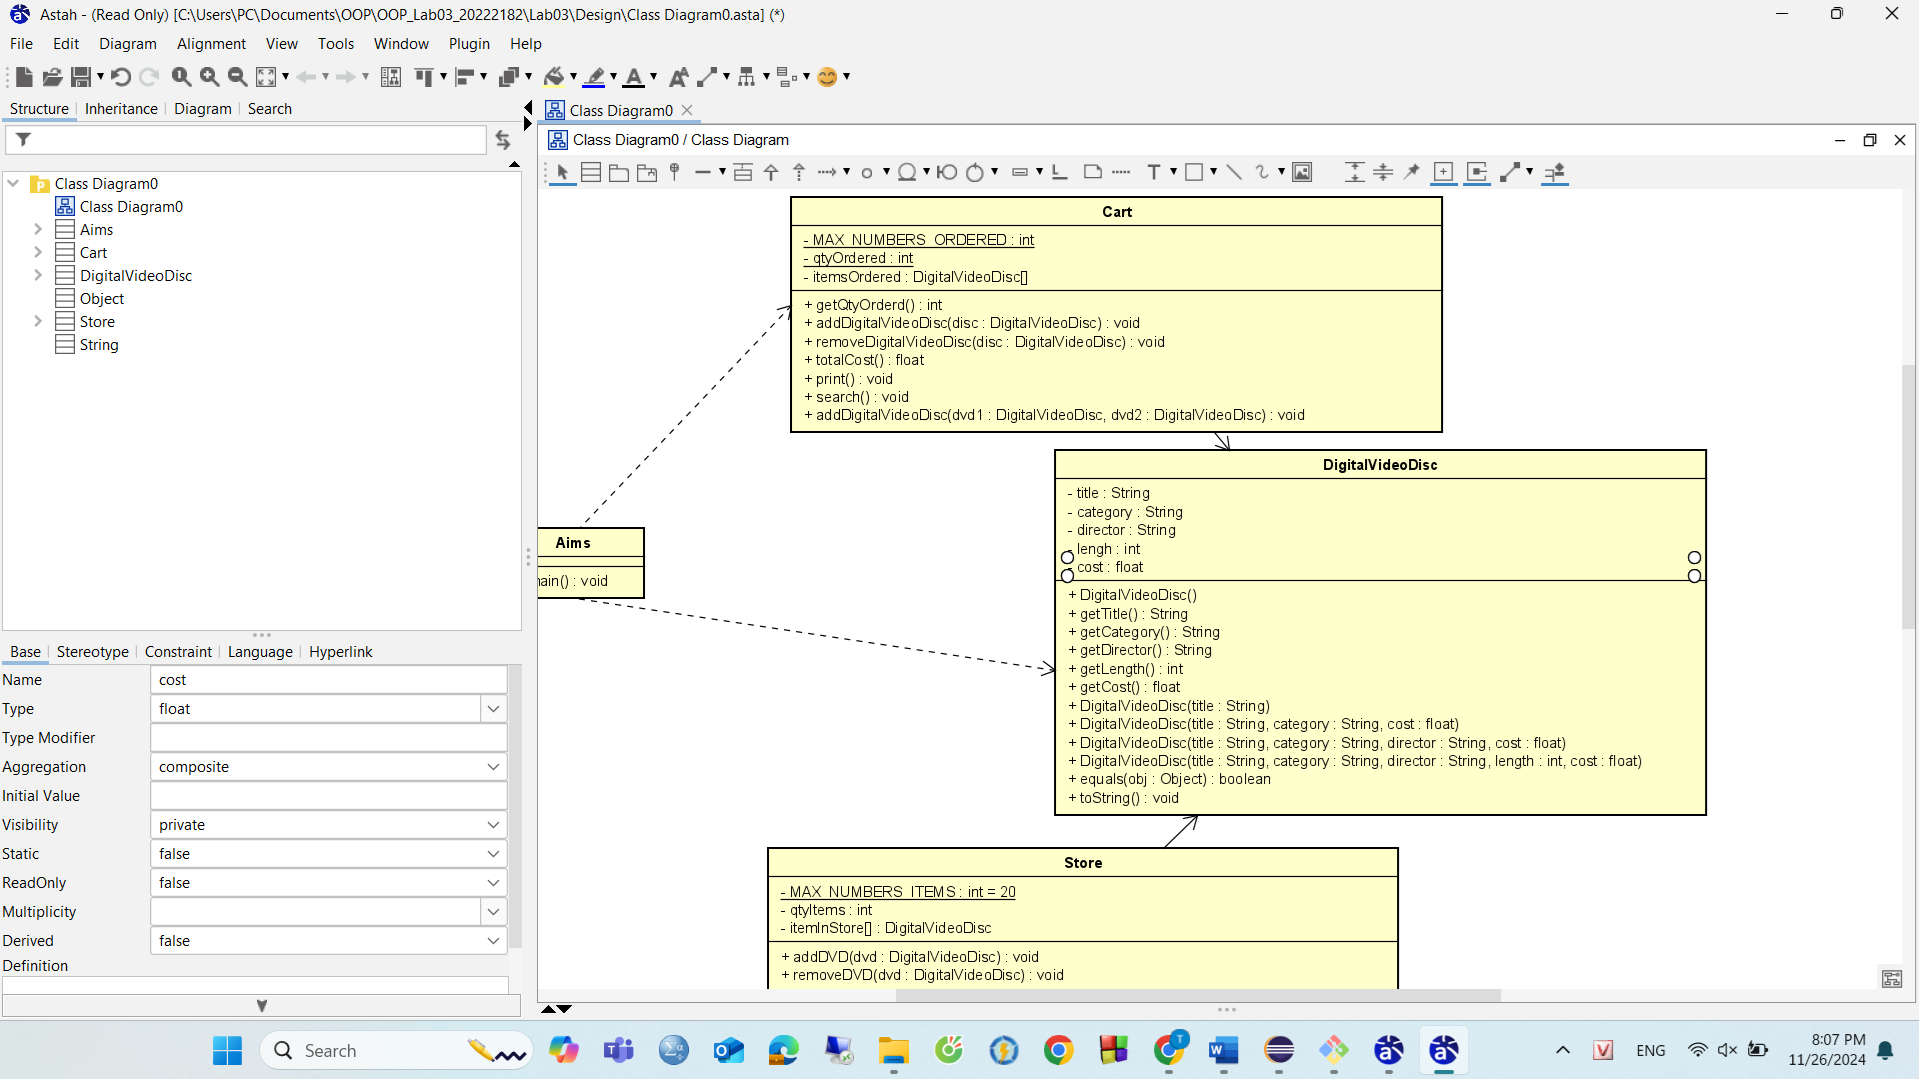 Astah - (Read Only) [C:\Users\PC\Documents\OOP\OOP_Lab03_20222182\Lab03\Design\Class Diagram0.asta] (*)
File Edit Diagram Alignment View Tools Window Plugin Help
Structure Inheritance Diagram Search
Class Diagram0
Class Diagram0 / Class Diagram
Class Diagram0
Class Diagram0
Aims
Cart
DigitalVideoDisc
Object
Store
String
Base Stereotype Constraint Language Hyperlink
Name cost
Type float
Type Modifier
Aggregation composite
Initial Value
Visibility private
Static false
ReadOnly false
Multiplicity
Derived false
Definition
Cart
- MAX_NUMBERS_ORDERED : int
- qtyOrdered : int
- itemsOrdered : DigitalVideoDisc[]
+ getQtyOrderd() : int
+ addDigitalVideoDisc(disc : DigitalVideoDisc) : void
+ removeDigitalVideoDisc(disc : DigitalVideoDisc) : void
+ totalCost() : float
+ print() : void
+ search() : void
+ addDigitalVideoDisc(dvd1 : DigitalVideoDisc, dvd2 : DigitalVideoDisc) : void
Aims
ain() : void
DigitalVideoDisc
- title : String
- category : String
- director : String
- lengh : int
- cost : float
+ DigitalVideoDisc()
+ getTitle() : String
+ getCategory() : String
+ getDirector() : String
+ getLength() : int
+ getCost() : float
+ DigitalVideoDisc(title : String)
+ DigitalVideoDisc(title : String, category : String, cost : float)
+ DigitalVideoDisc(title : String, category : String, director : String, cost : float)
+ DigitalVideoDisc(title : String, category : String, director : String, length : int, cost : float)
+ equals(obj : Object) : boolean
+ toString() : void
Store
- MAX_NUMBERS_ITEMS : int = 20
- qtyItems : int
- itemInStore[] : DigitalVideoDisc
+ addDVD(dvd : DigitalVideoDisc) : void
+ removeDVD(dvd : DigitalVideoDisc) : void
Search
ENG
8:07 PM
11/26/2024